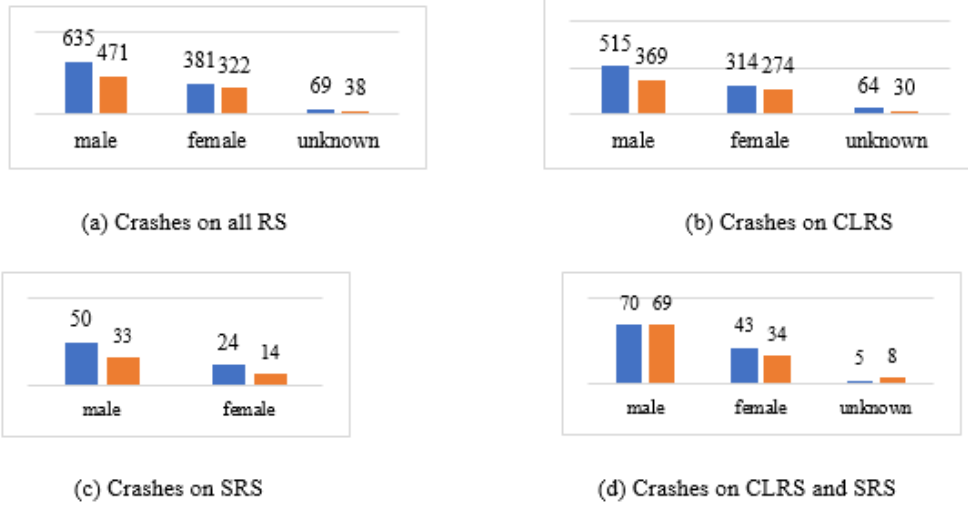 635
471
381
322
69
38
male
female
unknown
(a) Crashes on all RS
515
369
314
274
64
30
male
female
unknown
(b) Crashes on CLRS
50
33
24
14
male
female
(c) Crashes on SRS
70
69
43
34
5
8
male
female
unknown
(d) Crashes on CLRS and SRS